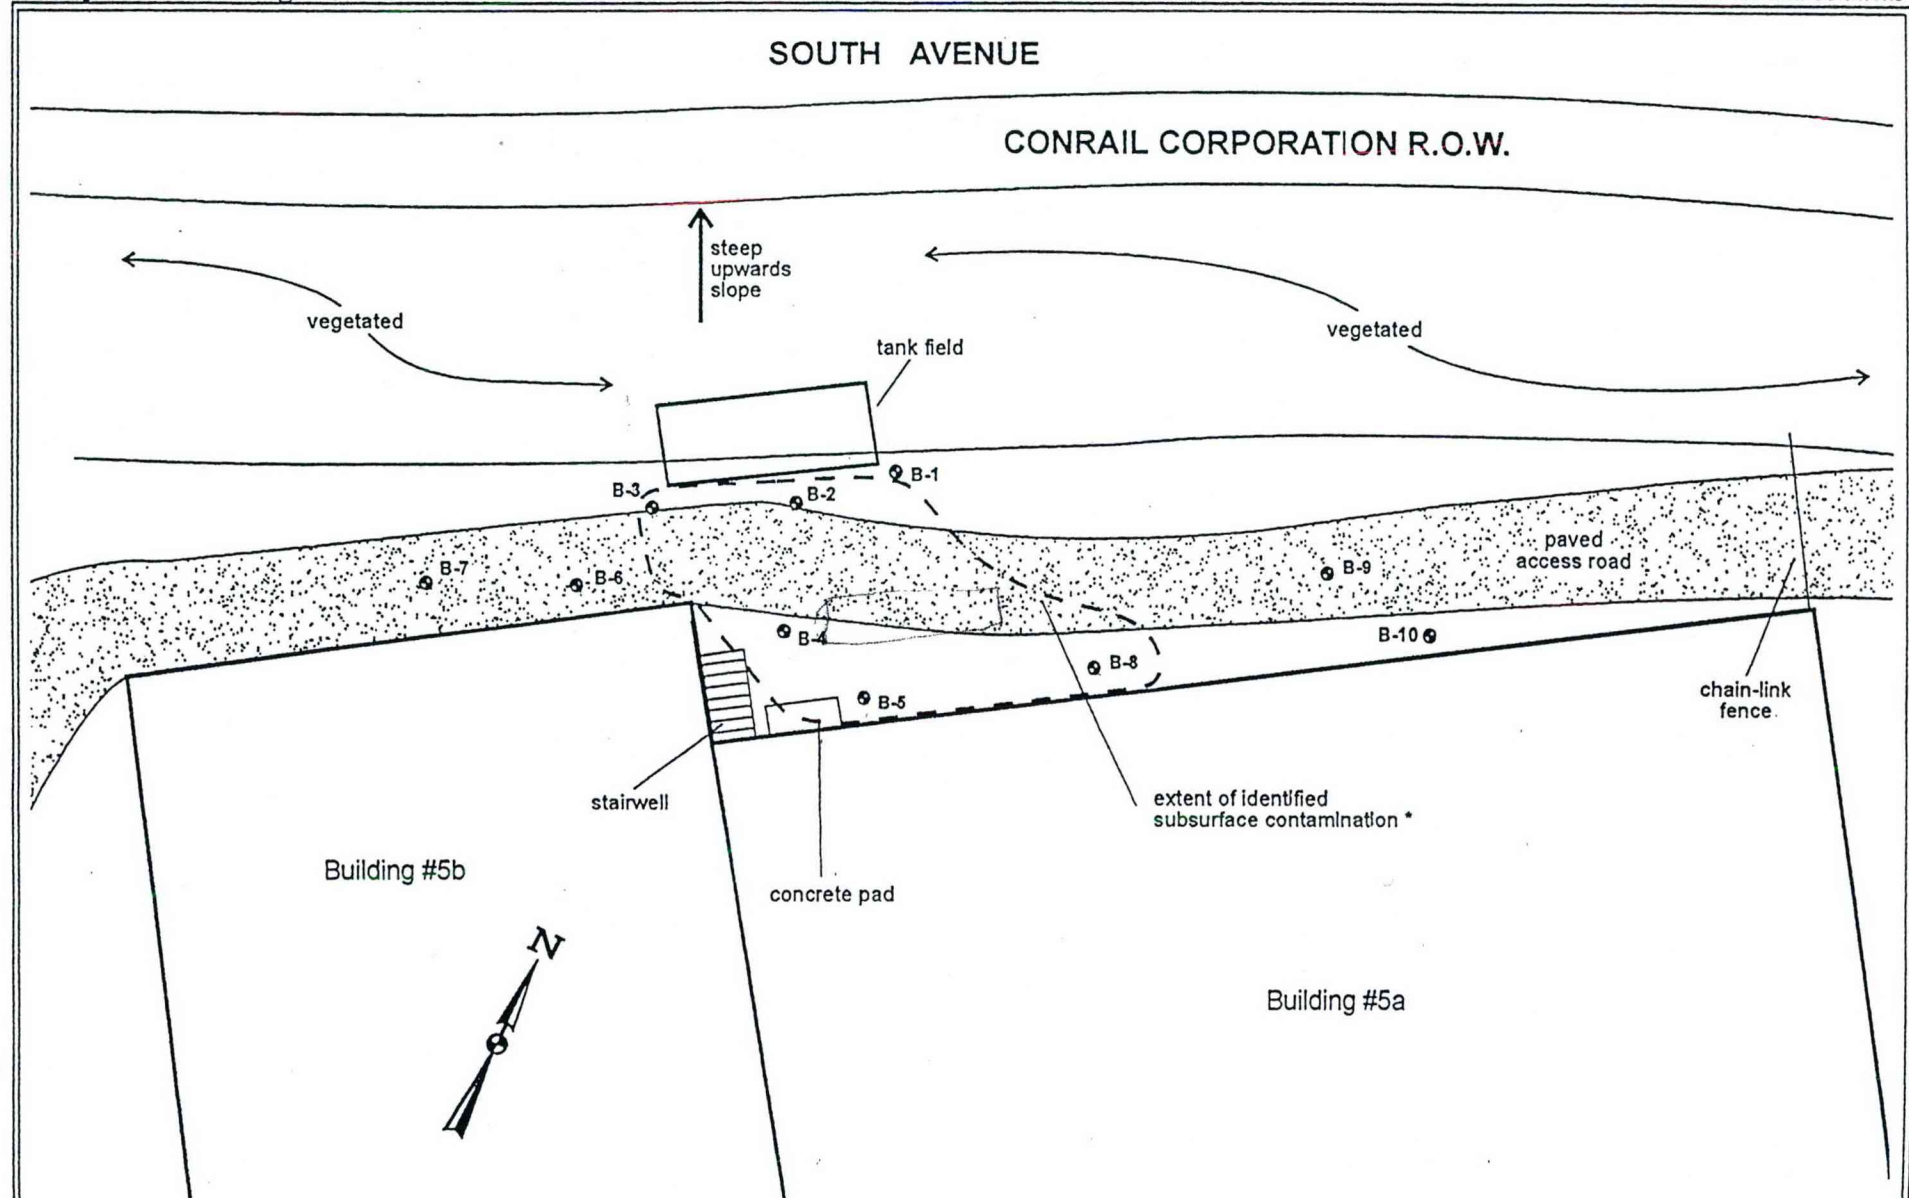 SOUTH AVENUE
CONRAIL CORPORATION R.O.W.
steep
upwards
slope
vegetated
vegetated
tank field
B-1
B-3
B-2
B-7
B-6
B-9
paved
access road
B-4
B-10
B-8
B-5
chain-link
fence
stairwell
extent of identified
subsurface contamination *
concrete pad
Building #5b
N
Building #5a